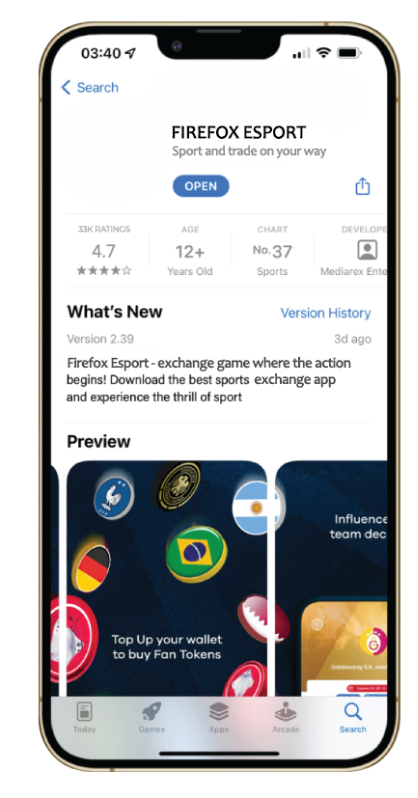 03:40
Search
FIREFOX ESPORT
Sport and trade on your way
OPEN
33K RATINGS
AGE
CHART
DEVELOPE
4.7
12+
No.37
Years Old
Sports
Mediarex Ente
What's New
Version History
Version 2.39
3d ago
Firefox Esport - exchange game where the action
begins! Download the best sports exchange app
and experience the thrill of sport
Preview
Influence
team dec
Top Up your wallet
to buy Fan Tokens
Today
Games
Apps
Arcade
Search